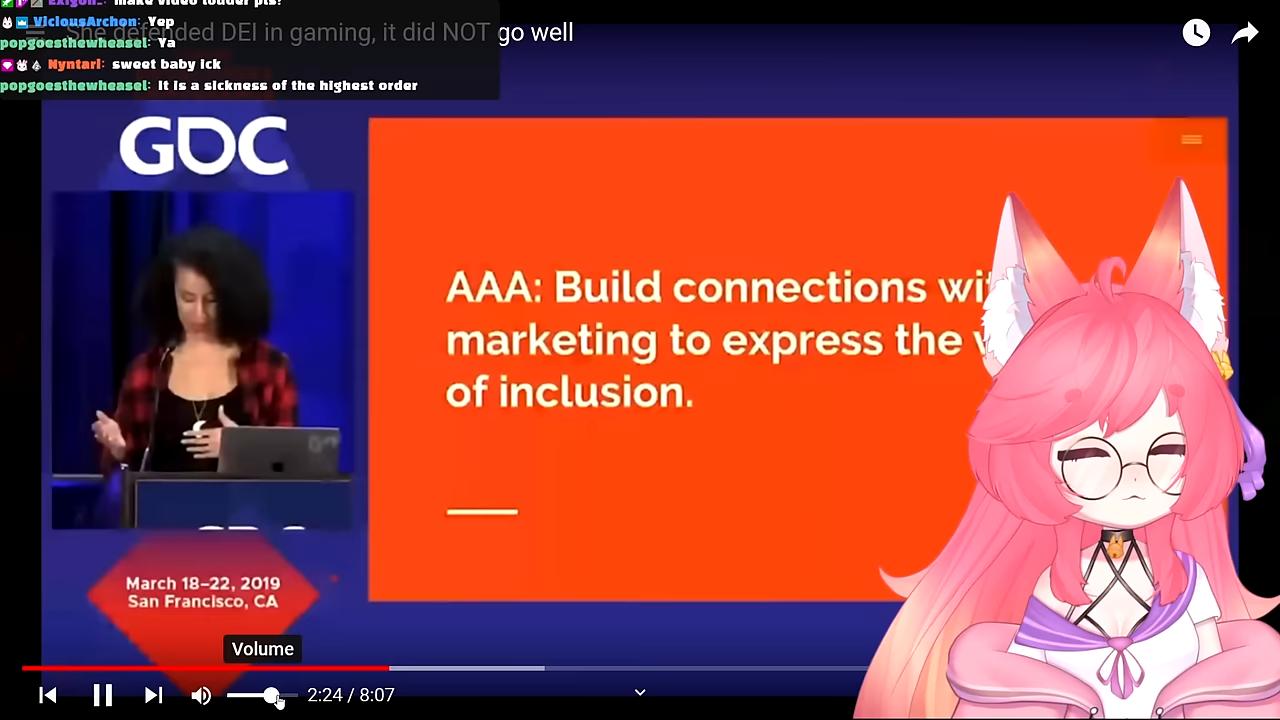 Exigon_: make video louder pls?
ViciousArchon: Yep
She defended DEI in gaming, it did NOT go well
popgoesthewheasel: Ya
Nyntarl: sweet baby ick
popgoesthewheasel: It is a sickness of the highest order
GDC
AAA: Build connections
marketing to express the
of inclusion.
March 18–22, 2019
San Francisco, CA
Volume
2:24 / 8:07